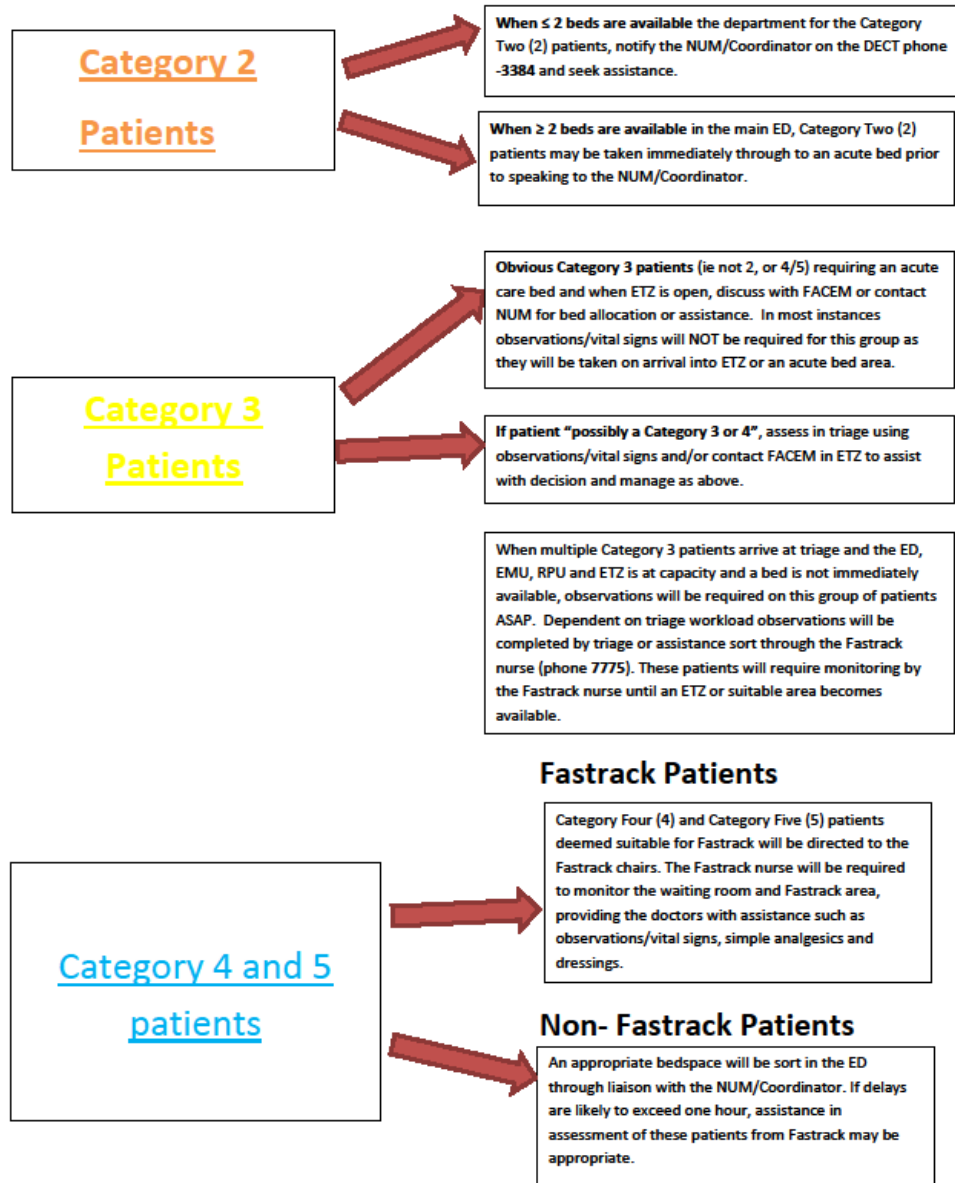 Category 2
Patients
When ≤ 2 beds are available the department for the Category
Two (2) patients, notify the NUM/Coordinator on the DECT phone
-3384 and seek assistance.
When ≥ 2 beds are available in the main ED, Category Two (2)
patients may be taken immediately through to an acute bed prior
to speaking to the NUM/Coordinator.
Category 3
Patients
Obvious Category 3 patients (ie not 2, or 4/5) requiring an acute
care bed and when ETZ is open, discuss with FACEM or contact
NUM for bed allocation or assistance. In most instances
observations/vital signs will NOT be required for this group as
they will be taken on arrival into ETZ or an acute bed area.
If patient “possibly a Category 3 or 4”, assess in triage using
observations/vital signs and/or contact FACEM in ETZ to assist
with decision and manage as above.
When multiple Category 3 patients arrive at triage and the ED,
EMU, RPU and ETZ is at capacity and a bed is not immediately
available, observations will be required on this group of patients
ASAP. Dependent on triage workload observations will be
completed by triage or assistance sort through the Fastrack
nurse (phone 7775). These patients will require monitoring by
the Fastrack nurse until an ETZ or suitable area becomes
available.
Category 4 and 5
patients
Fastrack Patients
Category Four (4) and Category Five (5) patients
deemed suitable for Fastrack will be directed to the
Fastrack chairs. The Fastrack nurse will be required
to monitor the waiting room and Fastrack area,
providing the doctors with assistance such as
observations/vital signs, simple analgesics and
dressings.
Non- Fastrack Patients
An appropriate bedspace will be sort in the ED
through liaison with the NUM/Coordinator. If delays
are likely to exceed one hour, assistance in
assessment of these patients from Fastrack may be
appropriate.